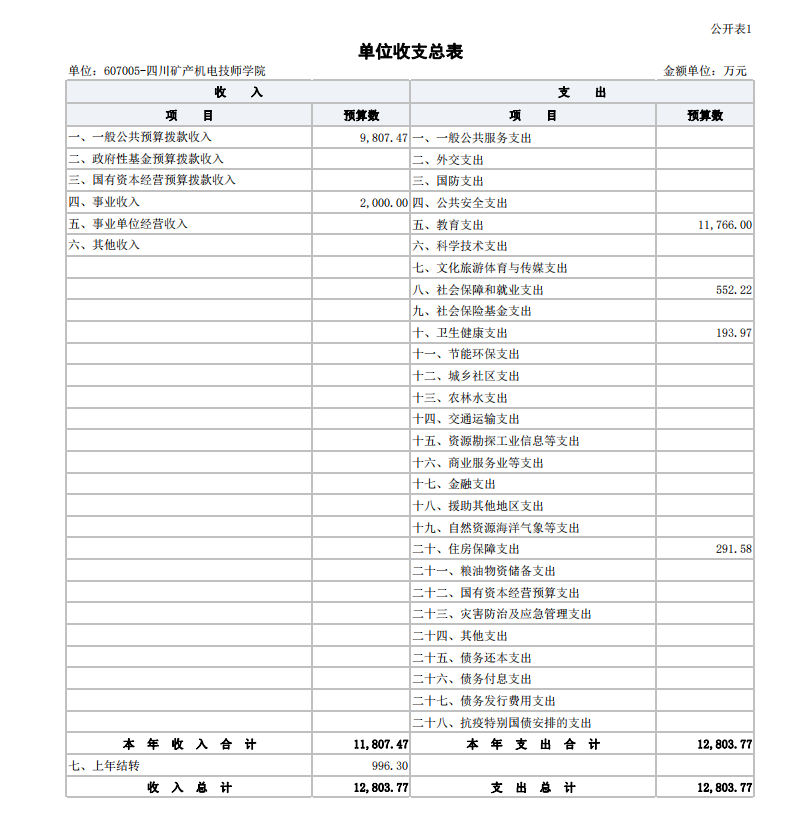 公开表1
单位收支总表
单位：607005-四川矿产机电技师学院 金额单位：万元
收 入 支 出
项 目 预算数 项 目 预算数
一、一般公共预算拨款收入 9,807.47 一、一般公共服务支出
二、政府性基金预算拨款收入 二、外交支出
三、国有资本经营预算拨款收入 三、国防支出
四、事业收入 2,000.00 四、公共安全支出
五、事业单位经营收入 五、教育支出 11,766.00
六、其他收入 六、科学技术支出
七、文化旅游体育与传媒支出
八、社会保障和就业支出 552.22
九、社会保险基金支出
十、卫生健康支出 193.97
十一、节能环保支出
十二、城乡社区支出
十三、农林水支出
十四、交通运输支出
十五、资源勘探工业信息等支出
十六、商业服务业等支出
十七、金融支出
十八、援助其他地区支出
十九、自然资源海洋气象等支出
二十、住房保障支出 291.58
二十一、粮油物资储备支出
二十二、国有资本经营预算支出
二十三、灾害防治及应急管理支出
二十四、其他支出
二十五、债务还本支出
二十六、债务付息支出
二十七、债务发行费用支出
二十八、抗疫特别国债安排的支出
本 年 收 入 合 计 11,807.47 本 年 支 出 合 计 12,803.77
七、上年结转 996.30
收 入 总 计 12,803.77 支 出 总 计 12,803.77